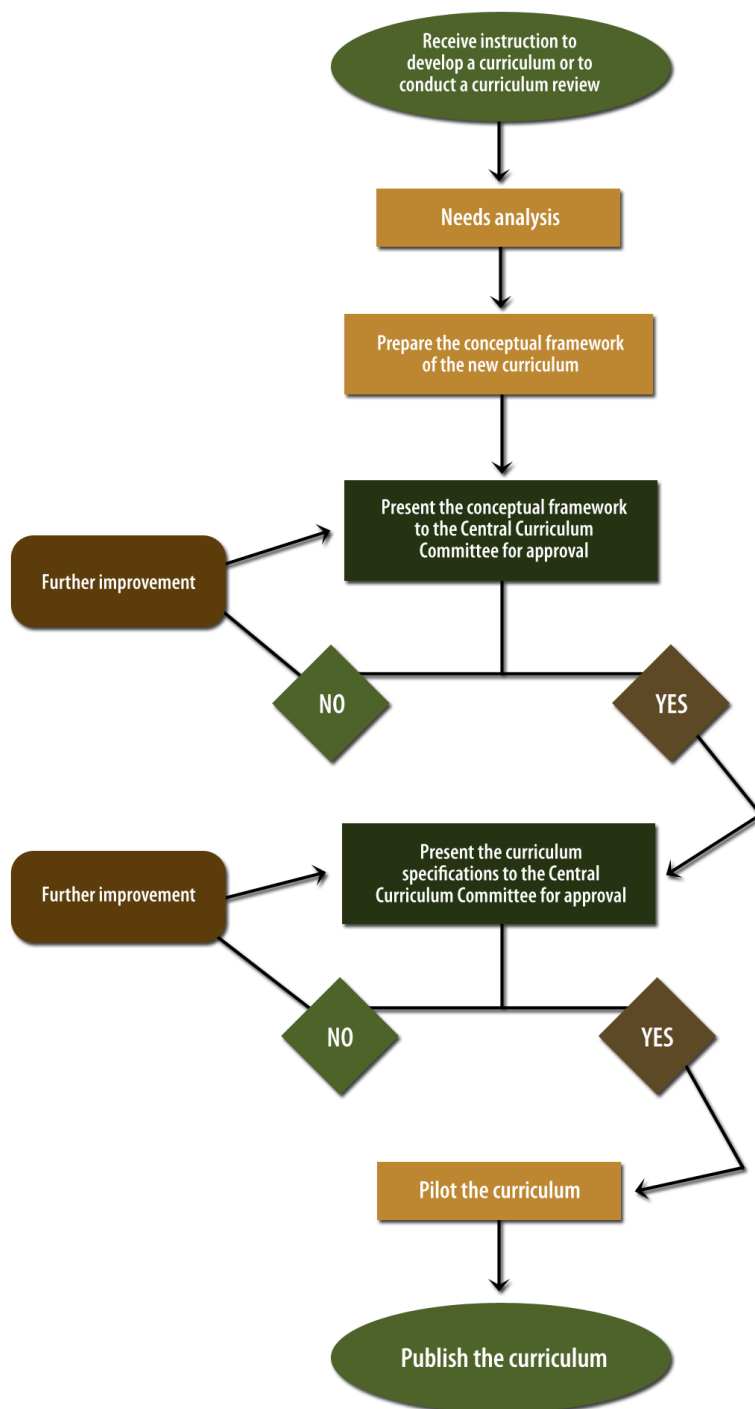 Receive instruction to
develop a curriculum or to
conduct a curriculum review
Needs analysis
Prepare the conceptual framework
of the new curriculum
Present the conceptual framework
to the Central Curriculum
Committee for approval
Further improvement
NO
YES
Present the curriculum
specifications to the Central
Curriculum Committee for approval
Further improvement
NO
YES
Pilot the curriculum
Publish the curriculum